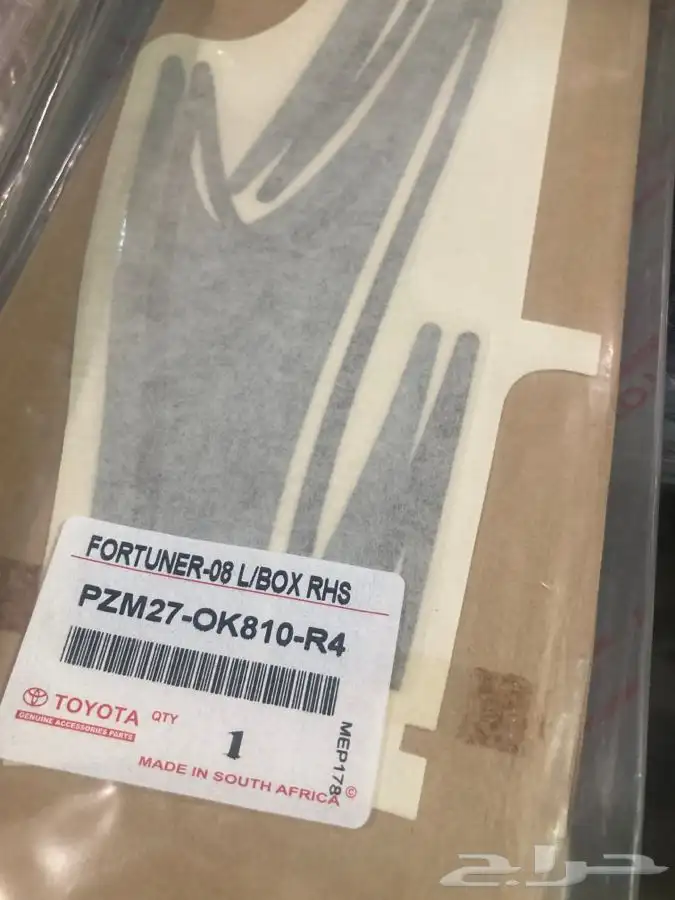 FORTUNER-08 L/BOX RHS
PZM27-OK810-R4
TOYOTA QTY
GENUINE ACCESSORIES PARTS
1
MADE IN SOUTH AFRICA ©
MEP178
حراج